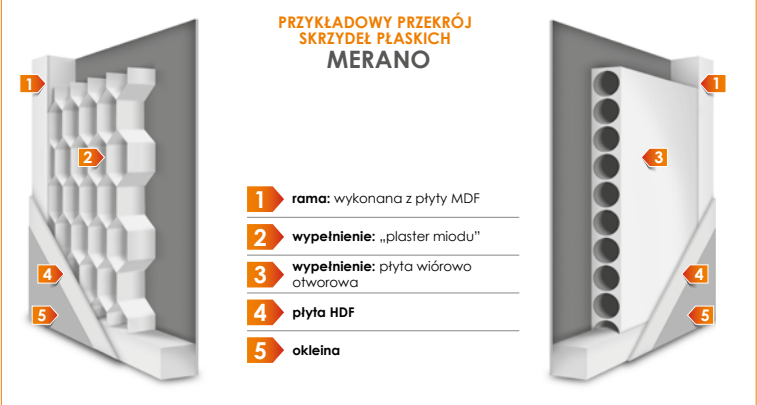 PRZYKŁADOWY PRZEKRÓJ
SKRZYDEŁ PŁASKICH
MERANO
1
2
4
5
1 rama: wykonana z płyty MDF
2 wypełnienie: „plaster miodu”
3 wypełnienie: płyta wiórowo
otworowa
4 płyta HDF
5 okleina
1
3
4
5